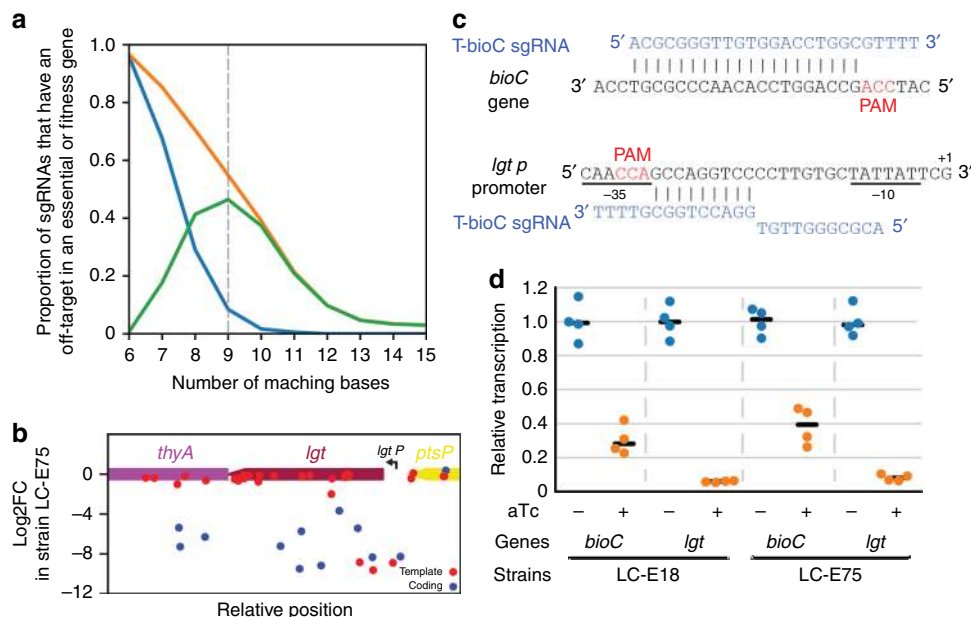 a
Proportion of sgRNAs that have an
off-target in an essential or fitness gene
1.0
0.8
0.6
0.4
0.2
0
6 7 8 9 10 11 12 13 14 15
Number of maching bases
b
thyA lgt lgt P ptsP
Log2FC
in strain LC-E75
0
−4
−8
−12
Template
Coding
Relative position
c
T-bioC sgRNA 5′ ACGCGGGTTGTGGACCTGGCGTTTT 3′
bioC
gene
3′ ACCTGCGCCCAACACCTGGACCGACCTAC 5′
PAM
lgt p
promoter
PAM
+1
5′ CAACCAGCCAGGTCCCCTTGTGCTATTATTCG 3′
−35 −10
T-bioC sgRNA
3′ TTTTGCGGTCCAGG
TGTTGGGCGCA 5′
d
Relative transcription
1.2
1.0
0.8
0.6
0.4
0.2
0
aTc − + − + − + − +
Genes bioC lgt bioC lgt
Strains LC-E18 LC-E75